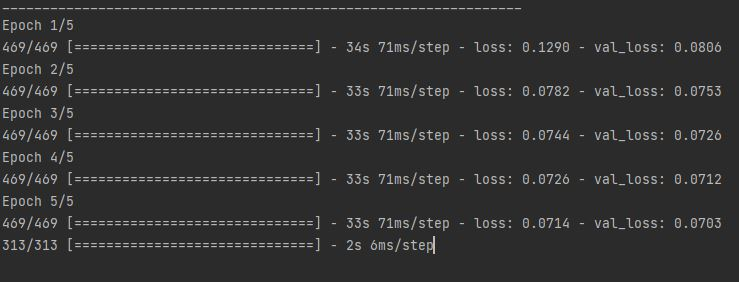 _________________________________________________________________
Epoch 1/5
469/469 [==============================] - 34s 71ms/step - loss: 0.1290 - val_loss: 0.0806
Epoch 2/5
469/469 [==============================] - 33s 71ms/step - loss: 0.0782 - val_loss: 0.0753
Epoch 3/5
469/469 [==============================] - 33s 71ms/step - loss: 0.0744 - val_loss: 0.0726
Epoch 4/5
469/469 [==============================] - 33s 71ms/step - loss: 0.0726 - val_loss: 0.0712
Epoch 5/5
469/469 [==============================] - 33s 71ms/step - loss: 0.0714 - val_loss: 0.0703
313/313 [==============================] - 2s 6ms/step